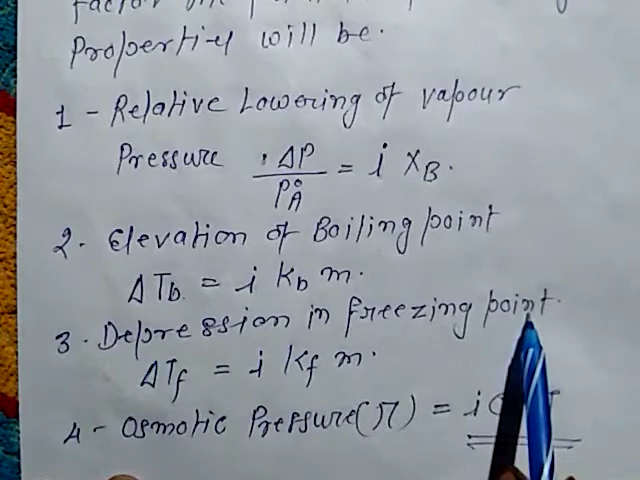 Factor
Properties will be.
1 - Relative Lowering of vapour
Pressure ΔP / P°A = i XB.
2. Elevation of Boiling point
ΔTb = i Kb m.
3. Depression in freezing point.
ΔTf = i Kf m.
4 - Osmotic Pressure (π) = i